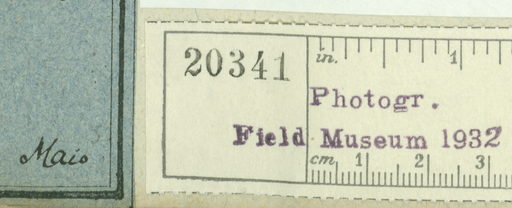 20341
in. 1
Photogr.
Field Museum 1932
cm 1 2 3
Maio